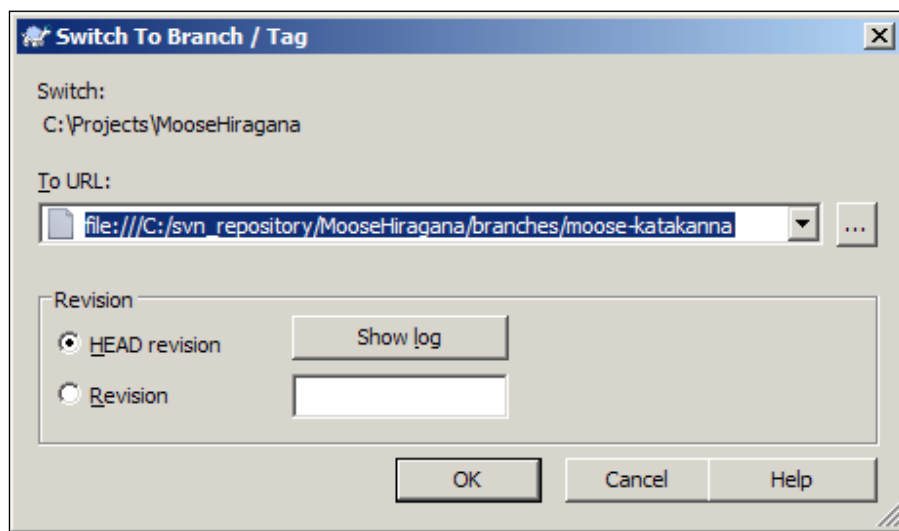 Switch To Branch / Tag
Switch:
C:\Projects\MooseHiragana
To URL:
file:///C:/svn_repository/MooseHiragana/branches/moose-katakanna
...
Revision
HEAD revision
Show log
Revision
OK Cancel Help